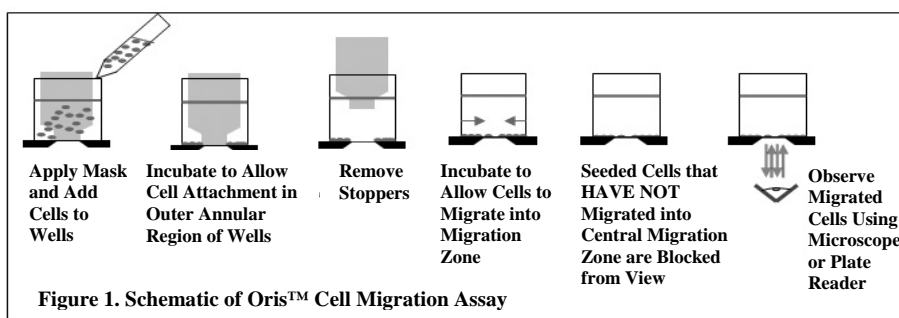 Apply Mask
and Add
Cells to
Wells
Incubate to Allow
Cell Attachment in
Outer Annular
Region of Wells
Remove
Stoppers
Incubate to
Allow Cells to
Migrate into
Migration
Zone
Seeded Cells that
HAVE NOT
Migrated into
Central Migration
Zone are Blocked
from View
Observe
Migrated
Cells Using
Microscope
or Plate
Reader
Figure 1. Schematic of Oris™ Cell Migration Assay